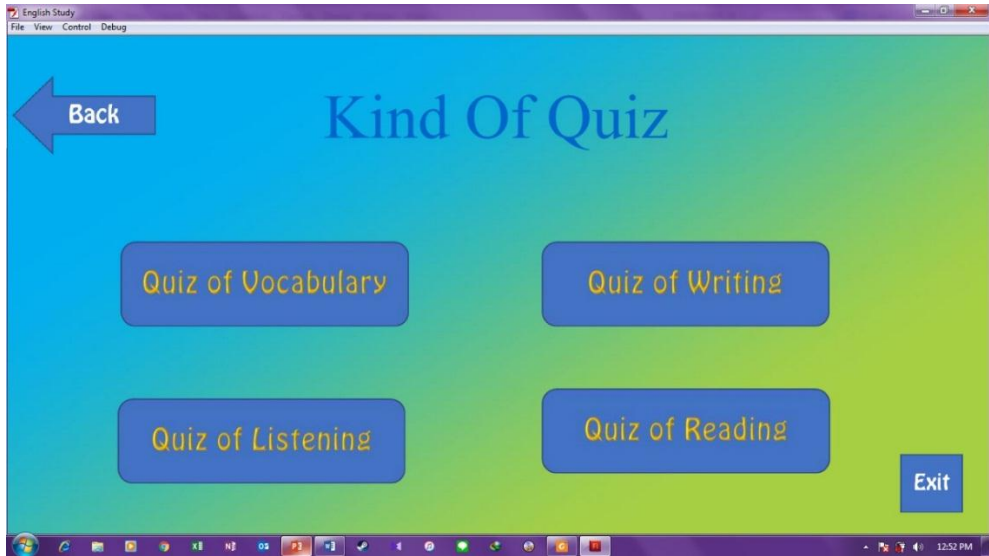 English Study
File View Control Debug
Back
Kind Of Quiz
Quiz of Vocabulary
Quiz of Writing
Quiz of Listening
Quiz of Reading
Exit
12:52 PM